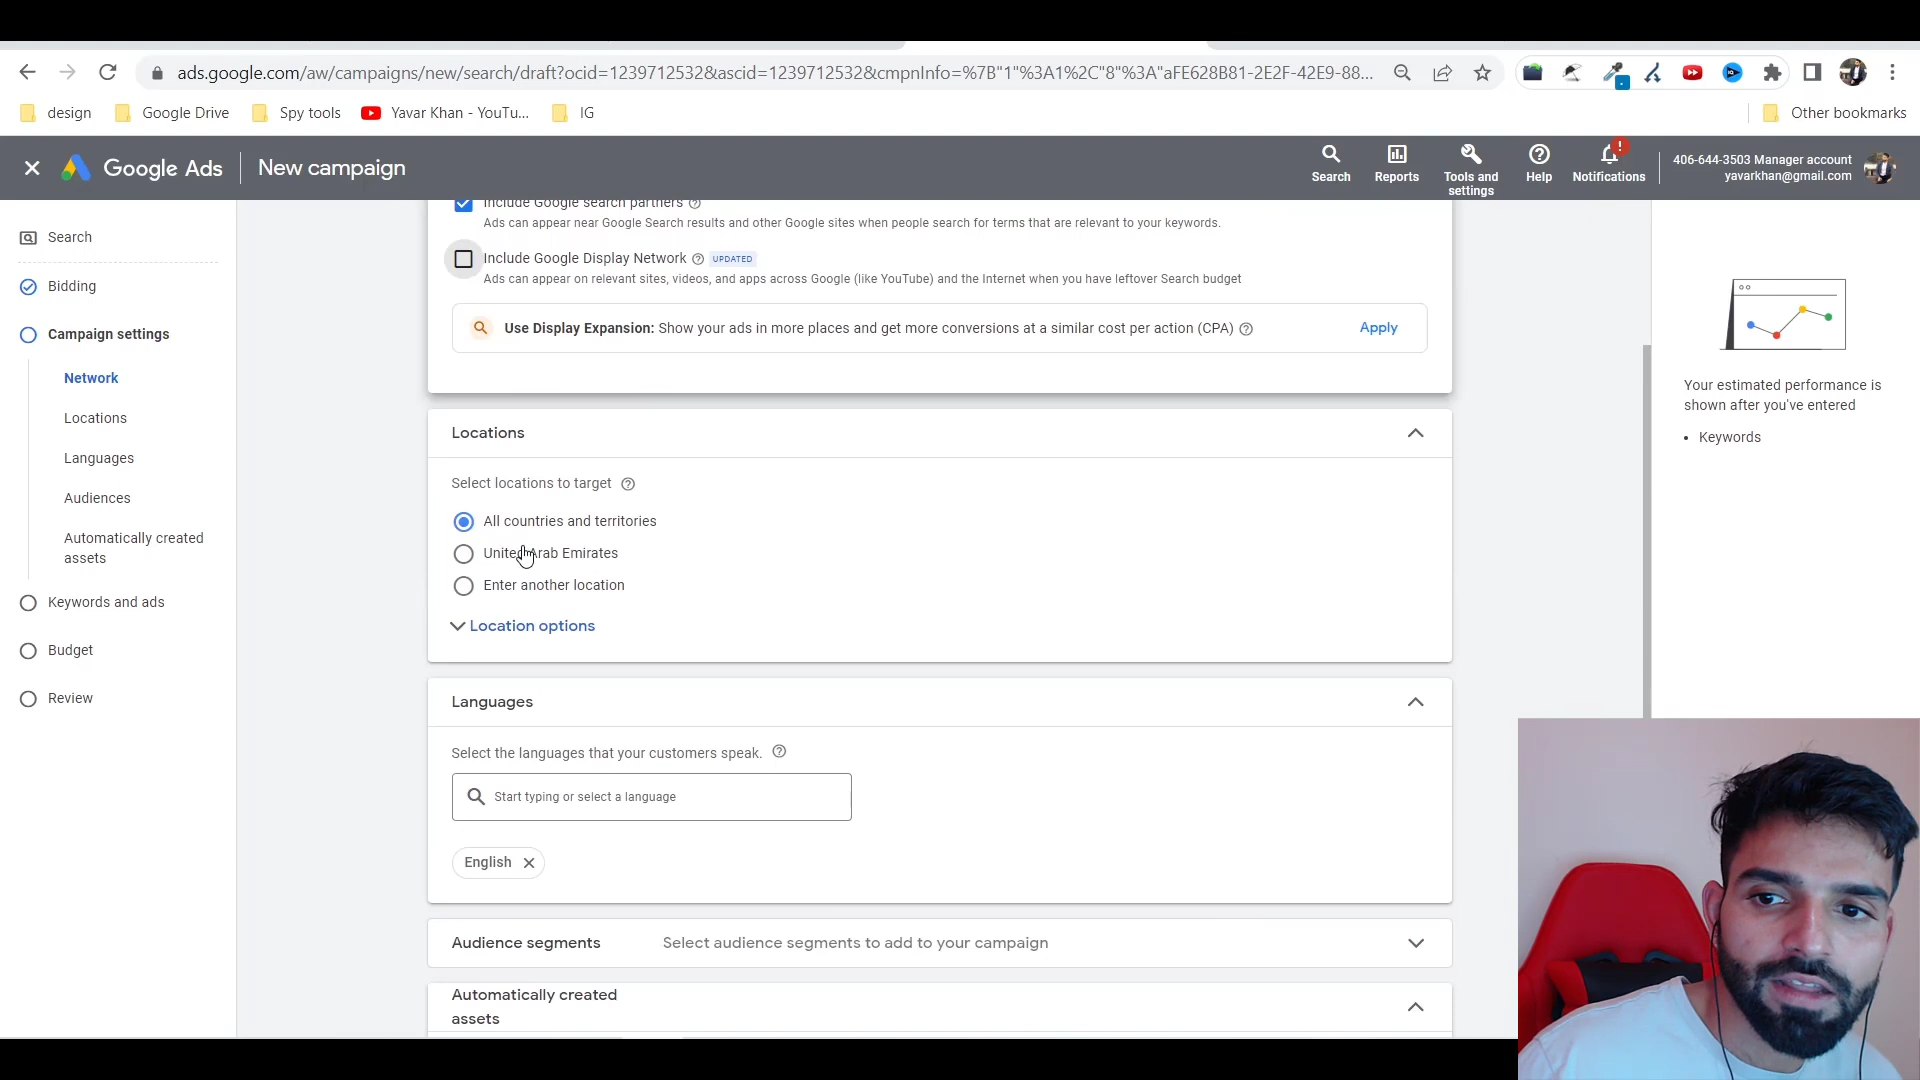 ads.google.com/aw/campaigns/new/search/draft?ocid=1239712532&ascid=1239712532&cmpnInfo=%7B"1"%3A1%2C"8"%3A"aFE628B81-2E2F-42E9-88...
design
Google Drive
Spy tools
Yavar Khan - YouTu...
IG
Other bookmarks
Google Ads
New campaign
Search
Reports
Tools and
settings
Help
Notifications
406-644-3503 Manager account
yavarkhan@gmail.com
Search
Bidding
Campaign settings
Network
Locations
Languages
Audiences
Automatically created
assets
Keywords and ads
Budget
Review
Include Google search partners
Ads can appear near Google Search results and other Google sites when people search for terms that are relevant to your keywords.
Include Google Display Network UPDATED
Ads can appear on relevant sites, videos, and apps across Google (like YouTube) and the Internet when you have leftover Search budget
Use Display Expansion: Show your ads in more places and get more conversions at a similar cost per action (CPA)
Apply
Locations
Select locations to target
All countries and territories
United Arab Emirates
Enter another location
Location options
Languages
Select the languages that your customers speak.
Start typing or select a language
English
Audience segments
Select audience segments to add to your campaign
Automatically created
assets
Your estimated performance is
shown after you've entered
• Keywords